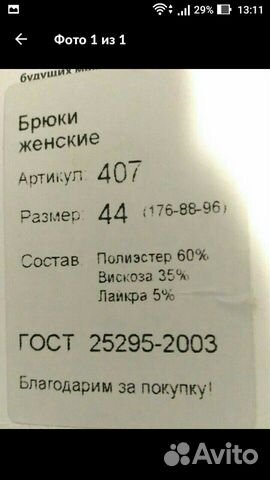 29% 13:11
Фото 1 из 1
будущих
Брюки
женские
Артикул: 407
Размер: 44 (176-88-96)
Состав: Полиэстер 60%
Вискоза 35%
Лайкра 5%
ГОСТ 25295-2003
Благодарим за покупку!
Avito